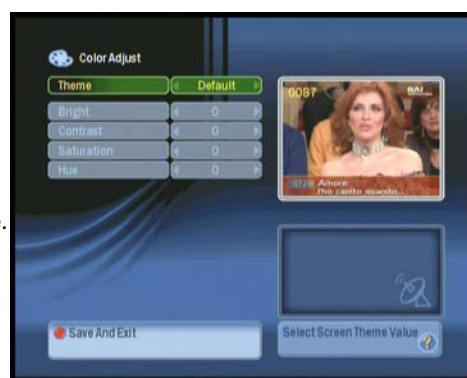 Color Adjust
Theme Default
Bright 0
Contrast 0
Saturation 0
Hue 0
0087
RAI
Amore:
l'ho capito quando...
Save And Exit
Select Screen Theme Value
?